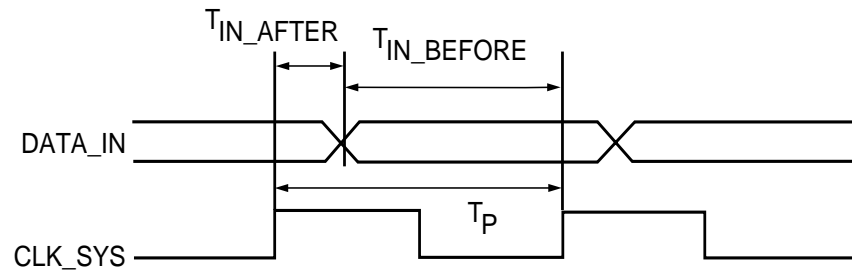 TIN_AFTER
TIN_BEFORE
DATA_IN
TP
CLK_SYS